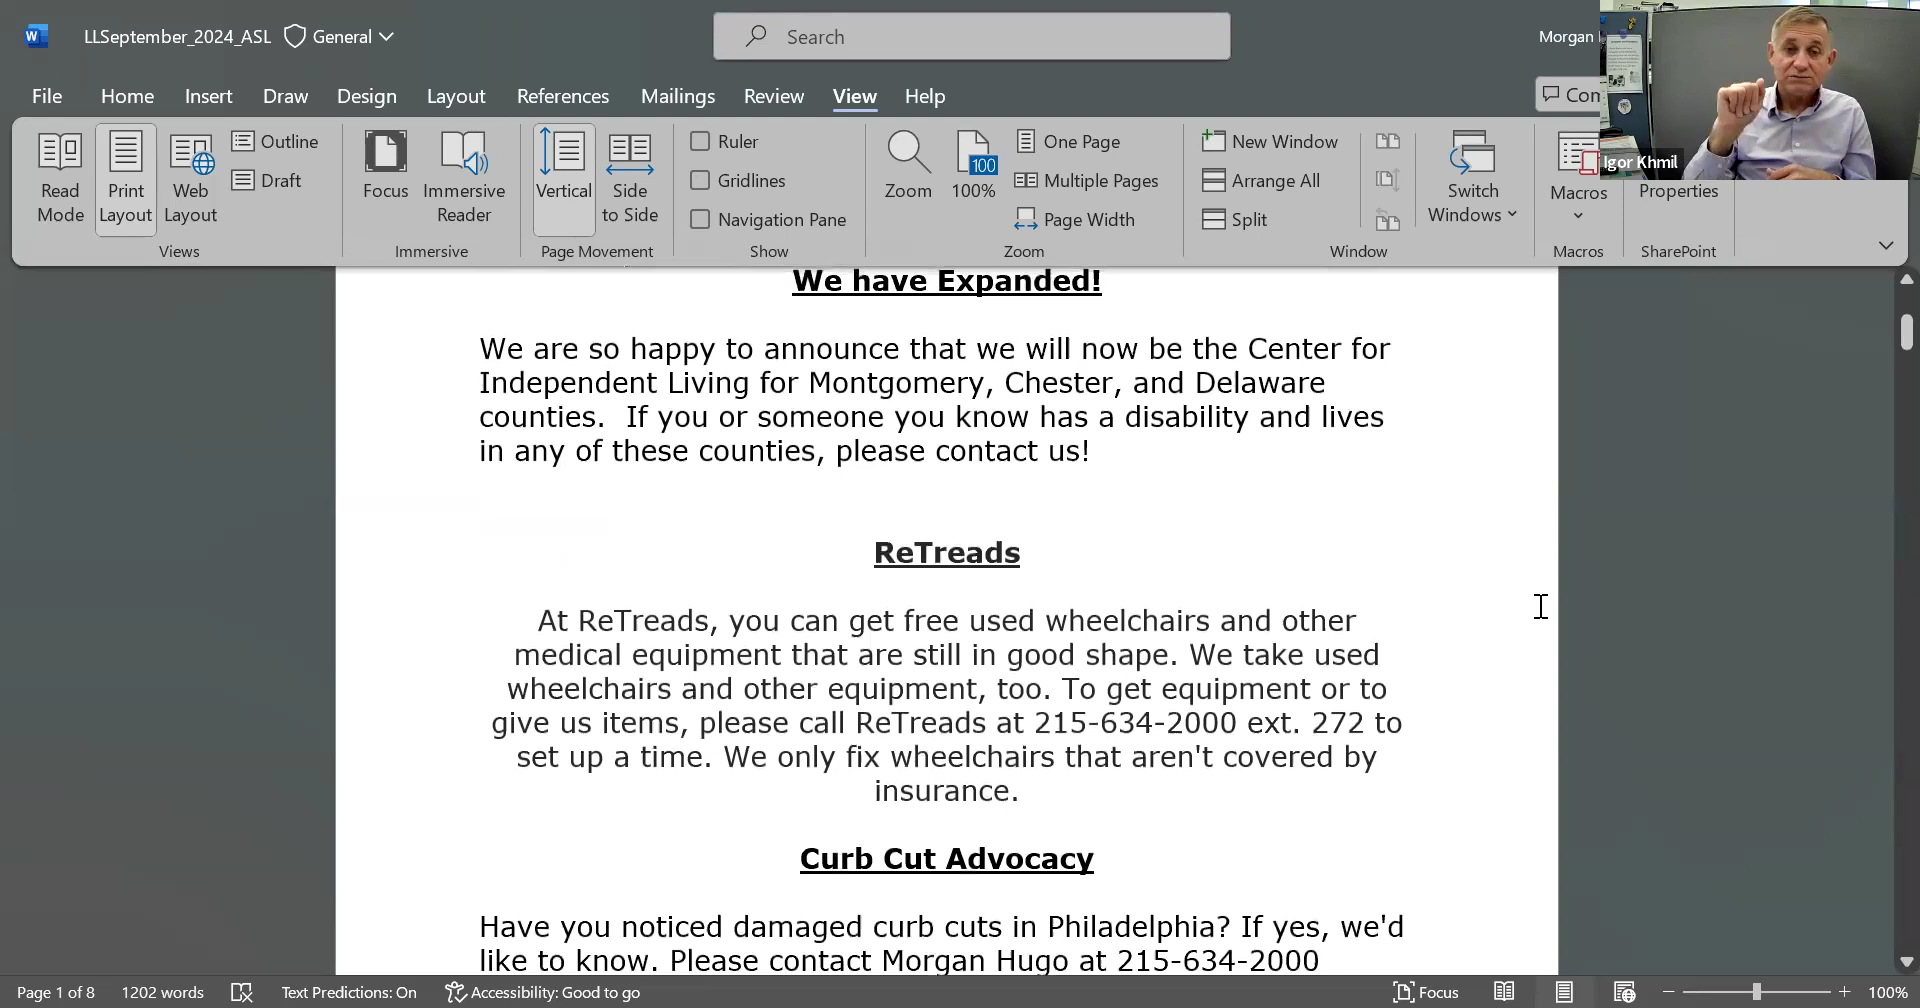 LLSeptember_2024_ASL General
Search
Morgan
File Home Insert Draw Design Layout References Mailings Review View Help
Read Mode
Print Layout
Web Layout
Outline
Draft
Views
Focus
Immersive Reader
Immersive
Vertical
Side to Side
Page Movement
Ruler
Gridlines
Navigation Pane
Show
Zoom
100
100%
One Page
Multiple Pages
Page Width
Zoom
New Window
Arrange All
Split
Switch Windows
Window
Macros
Macros
Properties
SharePoint
Igor Khmil
We have Expanded!
We are so happy to announce that we will now be the Center for
Independent Living for Montgomery, Chester, and Delaware
counties. If you or someone you know has a disability and lives
in any of these counties, please contact us!
ReTreads
At ReTreads, you can get free used wheelchairs and other
medical equipment that are still in good shape. We take used
wheelchairs and other equipment, too. To get equipment or to
give us items, please call ReTreads at 215-634-2000 ext. 272 to
set up a time. We only fix wheelchairs that aren't covered by
insurance.
Curb Cut Advocacy
Have you noticed damaged curb cuts in Philadelphia? If yes, we'd
like to know. Please contact Morgan Hugo at 215-634-2000
Page 1 of 8 1202 words Text Predictions: On Accessibility: Good to go Focus 100%